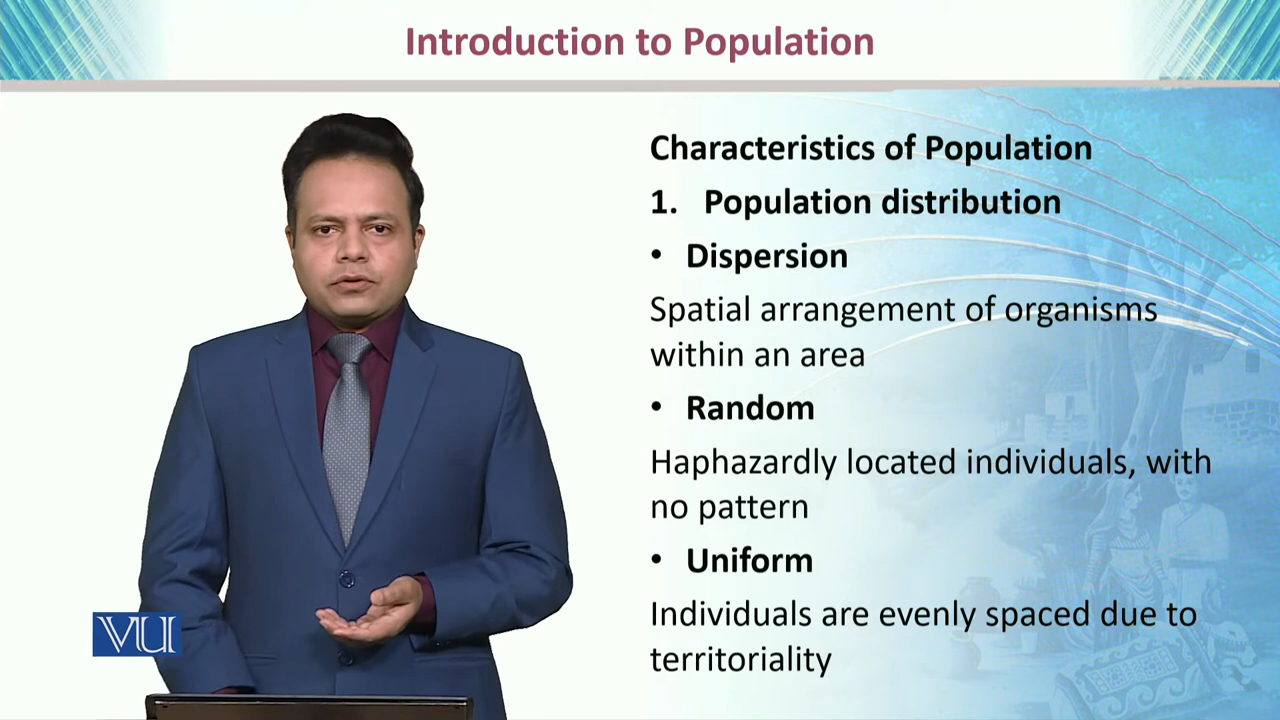 Introduction to Population
Characteristics of Population
1. Population distribution
• Dispersion
Spatial arrangement of organisms
within an area
• Random
Haphazardly located individuals, with
no pattern
• Uniform
Individuals are evenly spaced due to
territoriality
VU